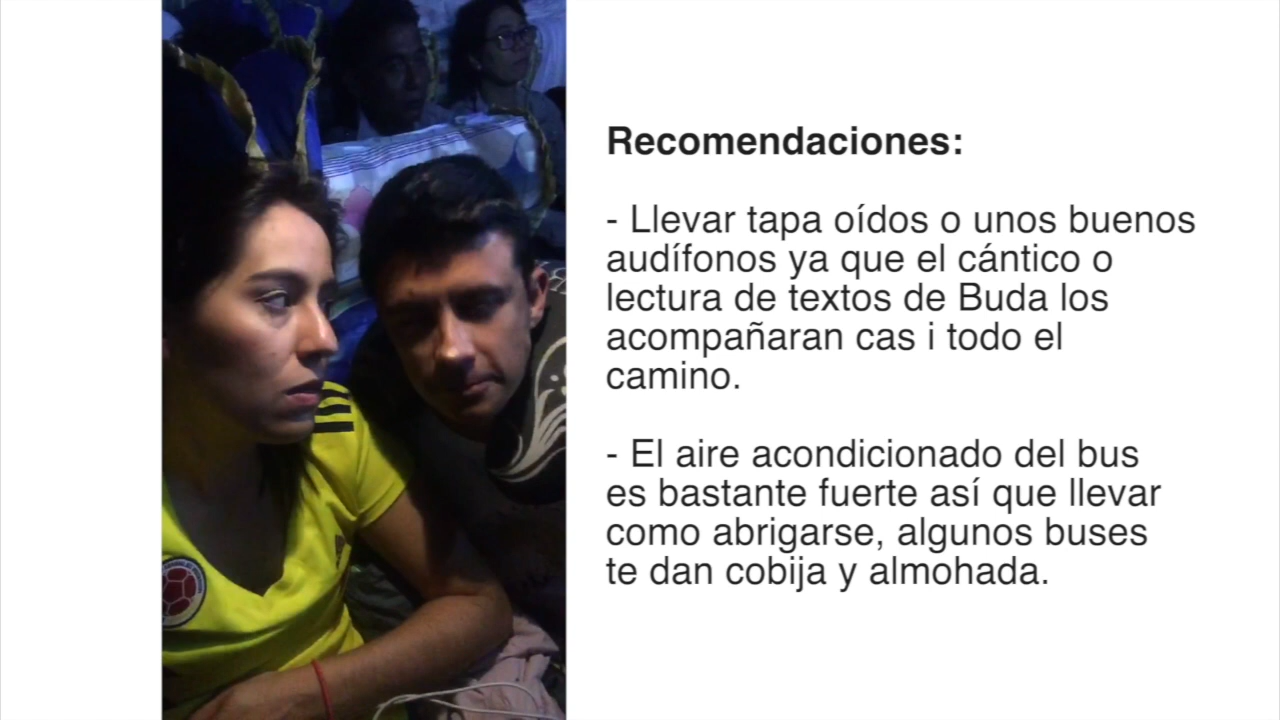 Recomendaciones:
- Llevar tapa oídos o unos buenos
audífonos ya que el cántico o
lectura de textos de Buda los
acompañaran cas i todo el
camino.
- El aire acondicionado del bus
es bastante fuerte así que llevar
como abrigarse, algunos buses
te dan cobija y almohada.